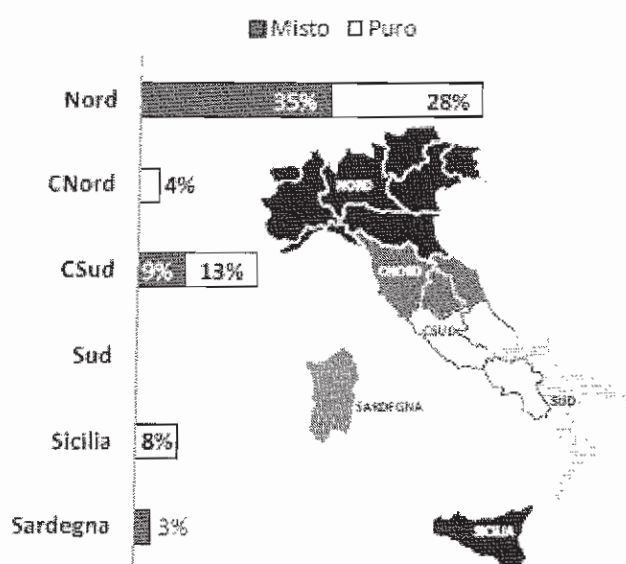 Misto Puro
Nord 35% 28%
CNord 4%
NORD
CSud 9% 13%
CNORD
CSUD
Sud
SARDEGNA
SUD
Sicilia 8%
Sardegna 3%
SICILIA